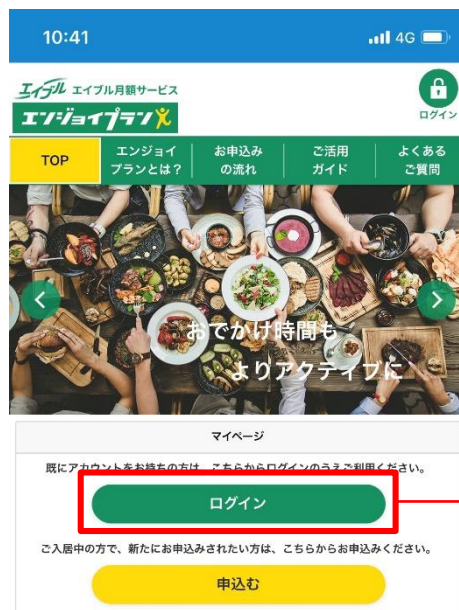 10:41
4G
エイブル エイブル月額サービス
エンジョイプラン
ログイン
TOP
エンジョイ
プランとは？
お申込み
の流れ
ご活用
ガイド
よくある
ご質問
おでかけ時間も
よりアクティブに
マイページ
既にアカウントをお持ちの方は、こちらからログインのうえご利用ください。
ログイン
ご入居中の方で、新たにお申込みされたい方は、こちらからお申込みください。
申込む